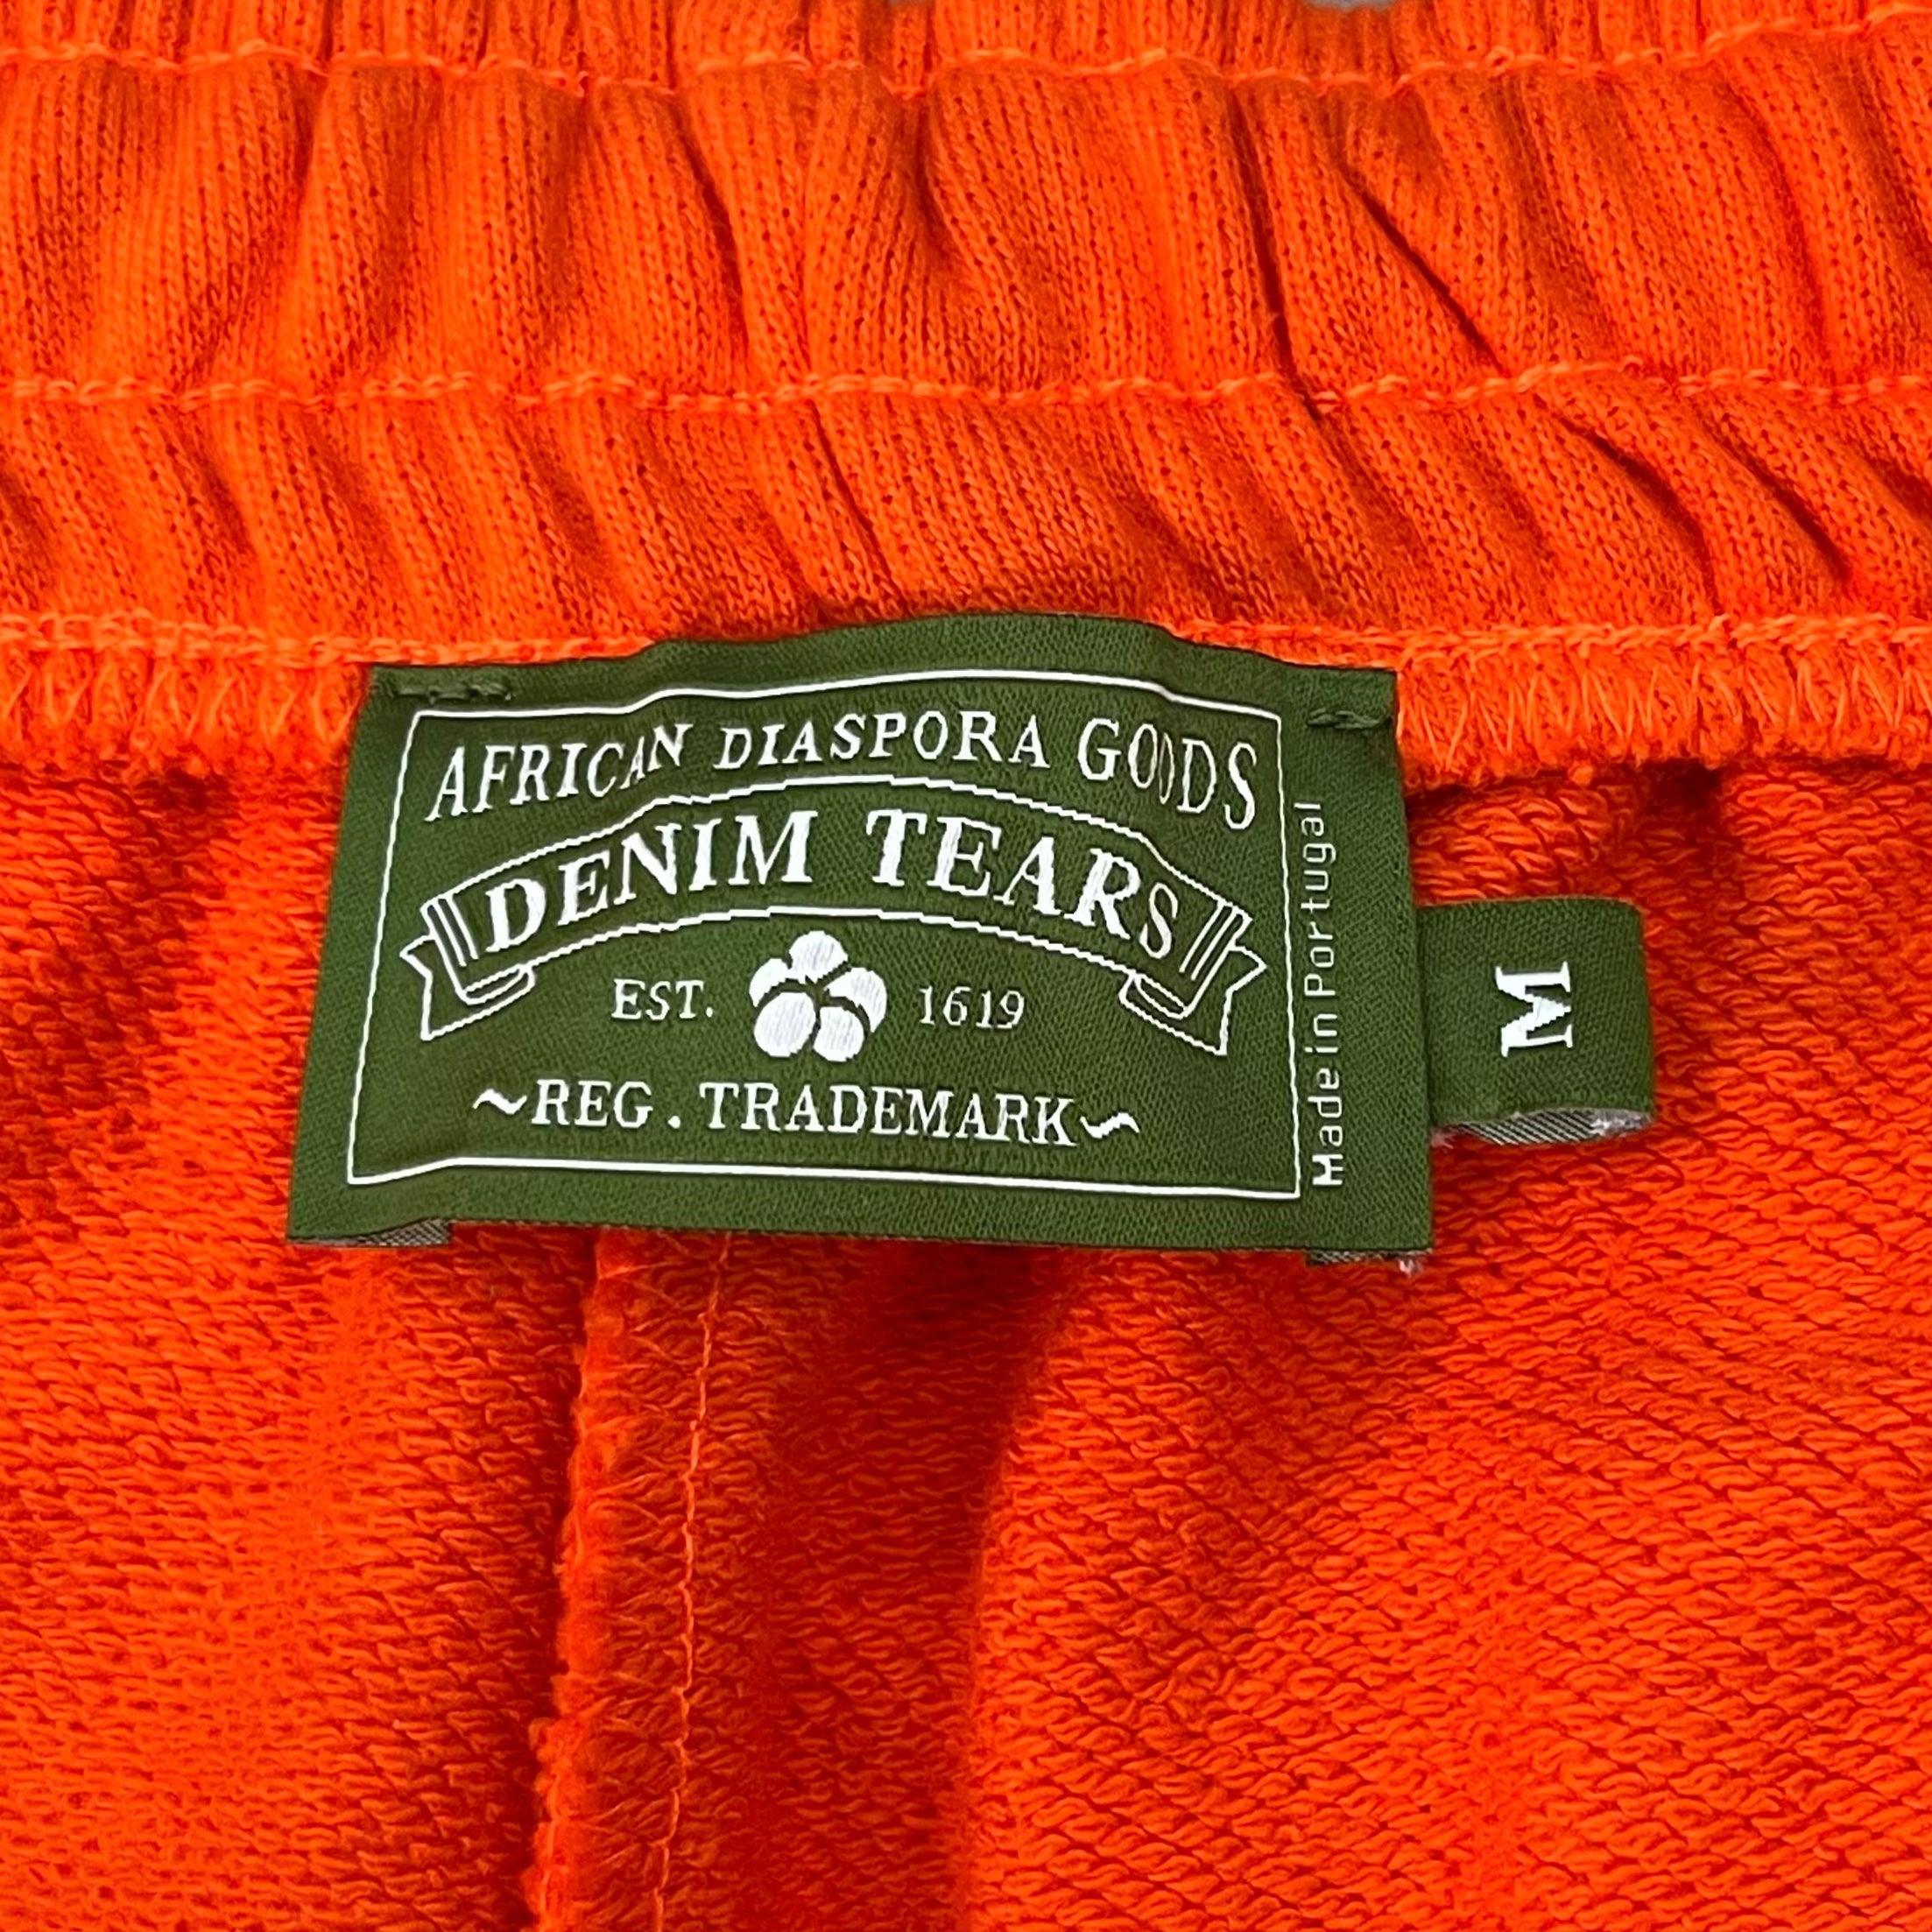 AFRICAN DIASPORA GOODS
DENIM TEARS
EST. 1619
~REG. TRADEMARK~
Made in Portugal
M